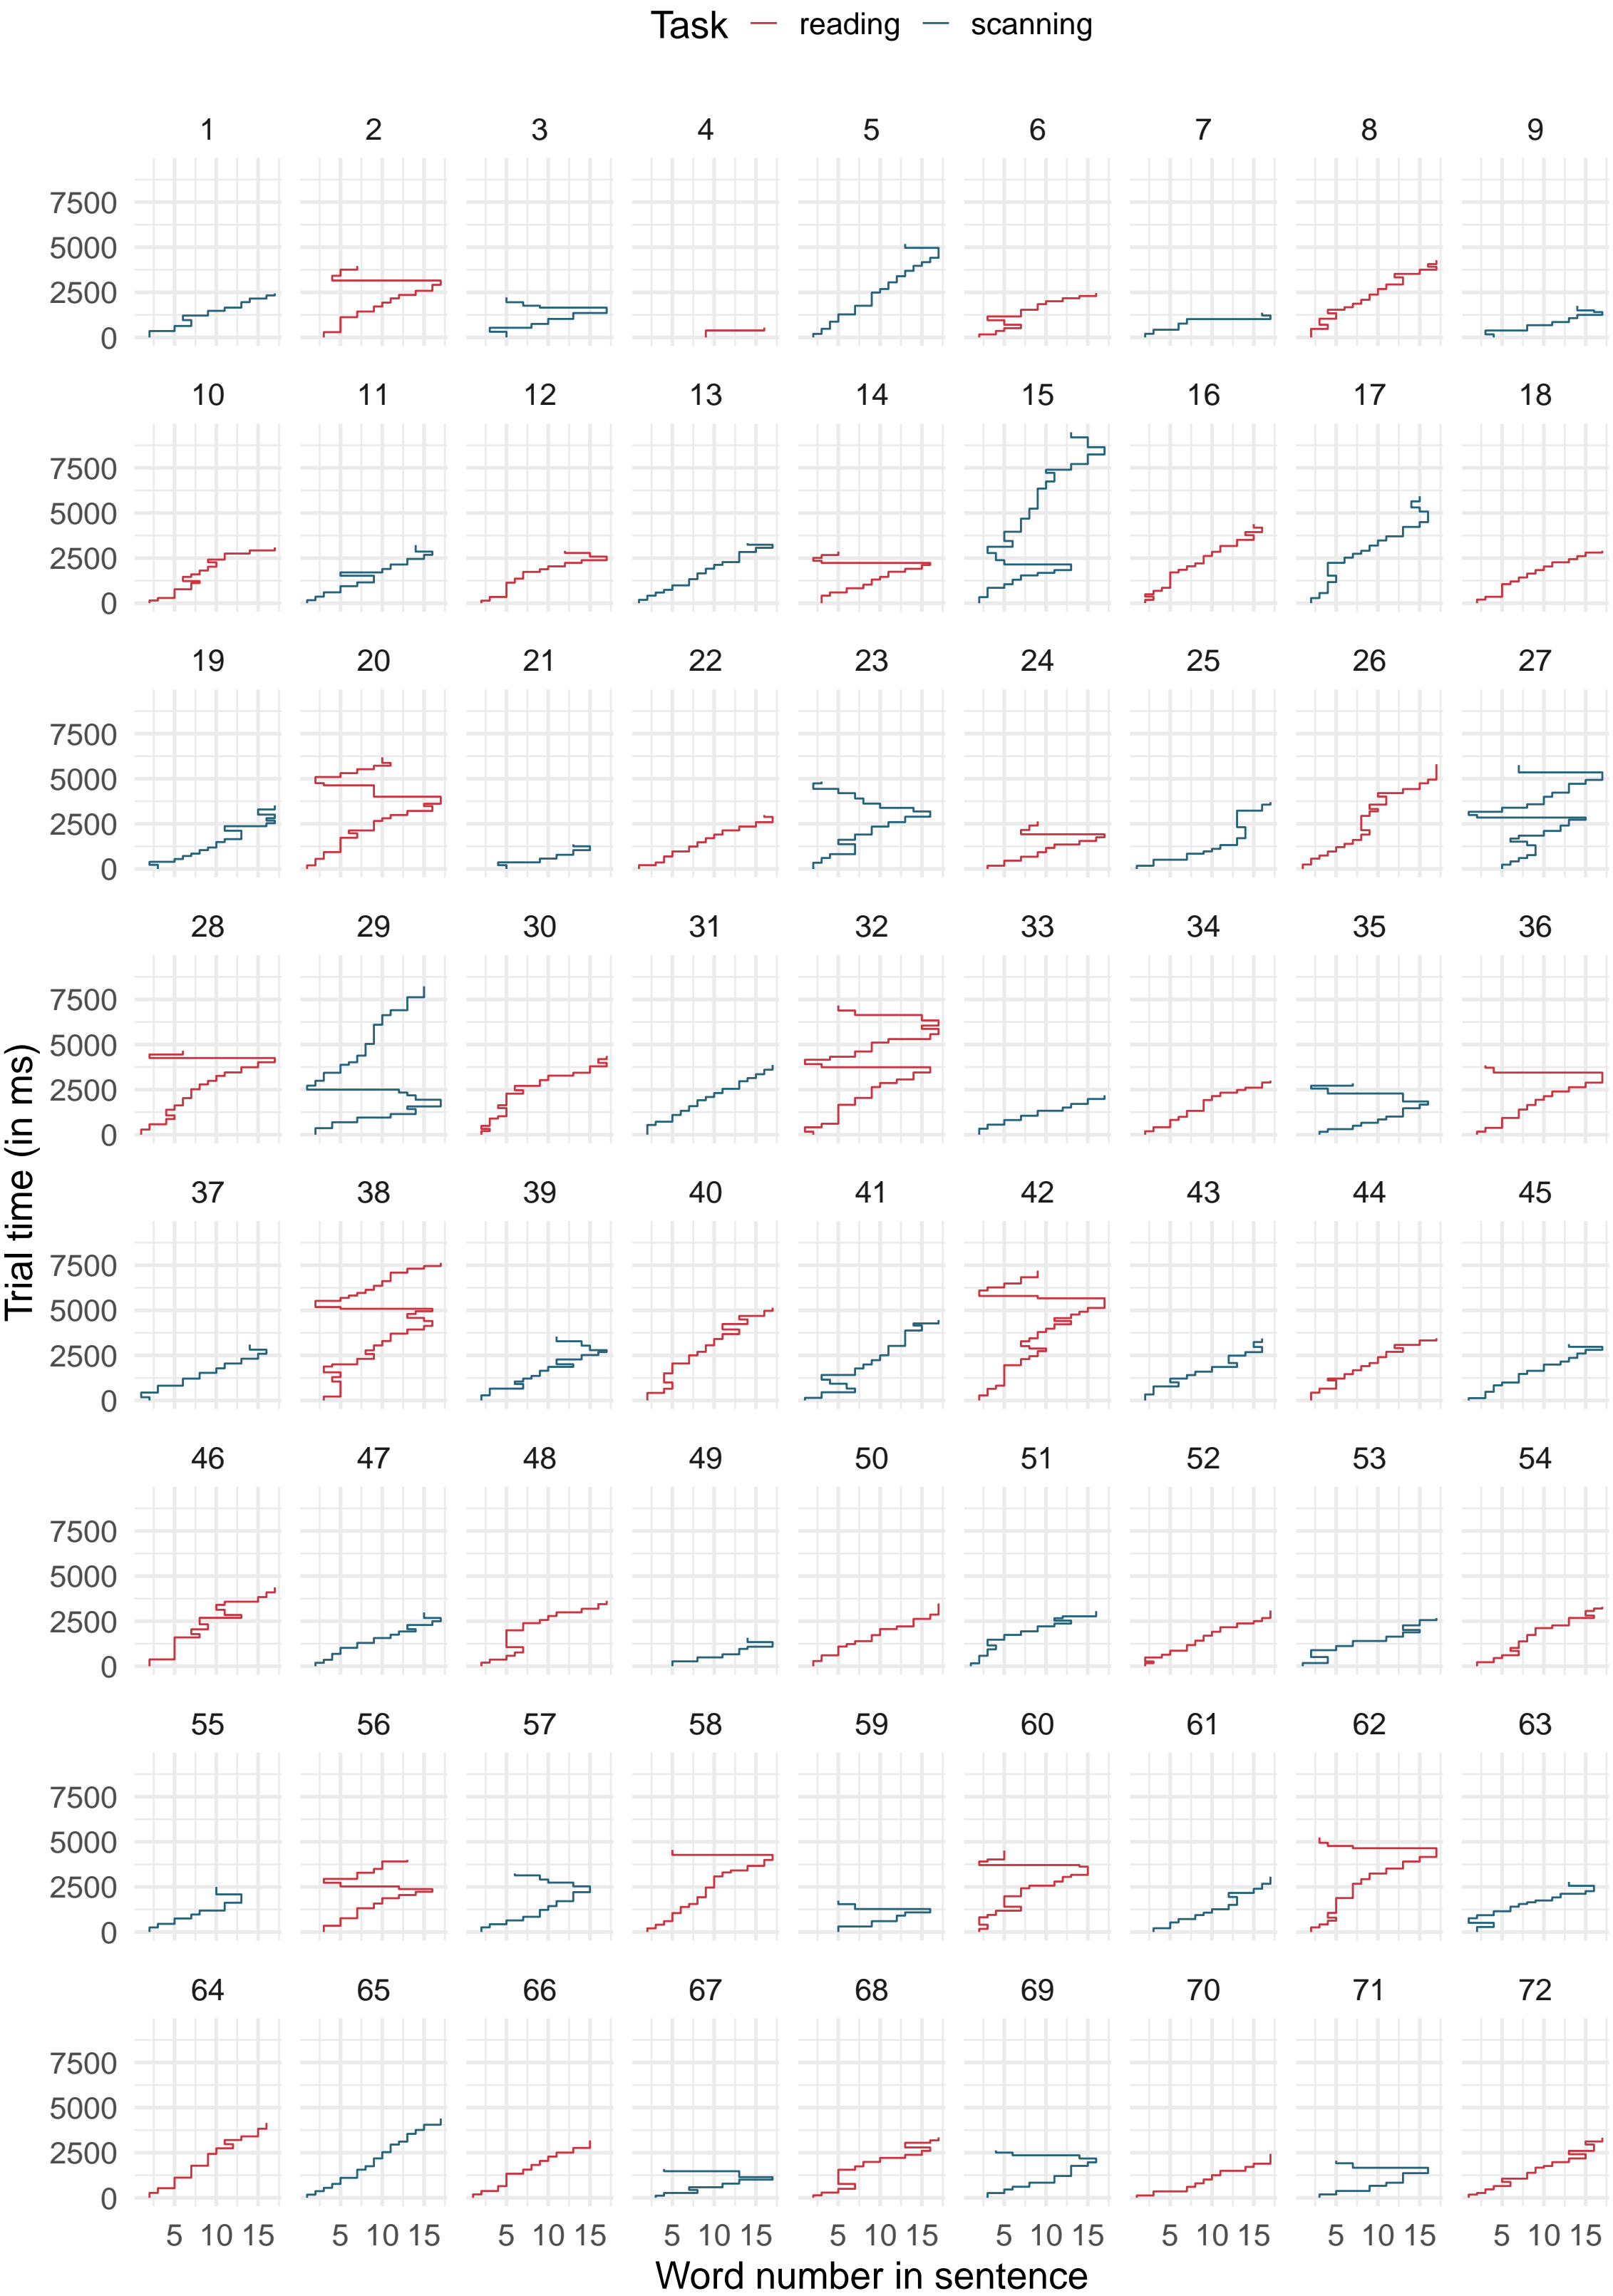 Task reading scanning
1 2 3 4 5 6 7 8 9
7500
5000
2500
0
10 11 12 13 14 15 16 17 18
7500
5000
2500
0
19 20 21 22 23 24 25 26 27
7500
5000
2500
0
28 29 30 31 32 33 34 35 36
7500
5000
2500
0
37 38 39 40 41 42 43 44 45
7500
5000
2500
0
46 47 48 49 50 51 52 53 54
7500
5000
2500
0
55 56 57 58 59 60 61 62 63
7500
5000
2500
0
64 65 66 67 68 69 70 71 72
7500
5000
2500
0
5 10 15 5 10 15 5 10 15 5 10 15 5 10 15 5 10 15 5 10 15 5 10 15 5 10 15
Word number in sentence
Trial time (in ms)